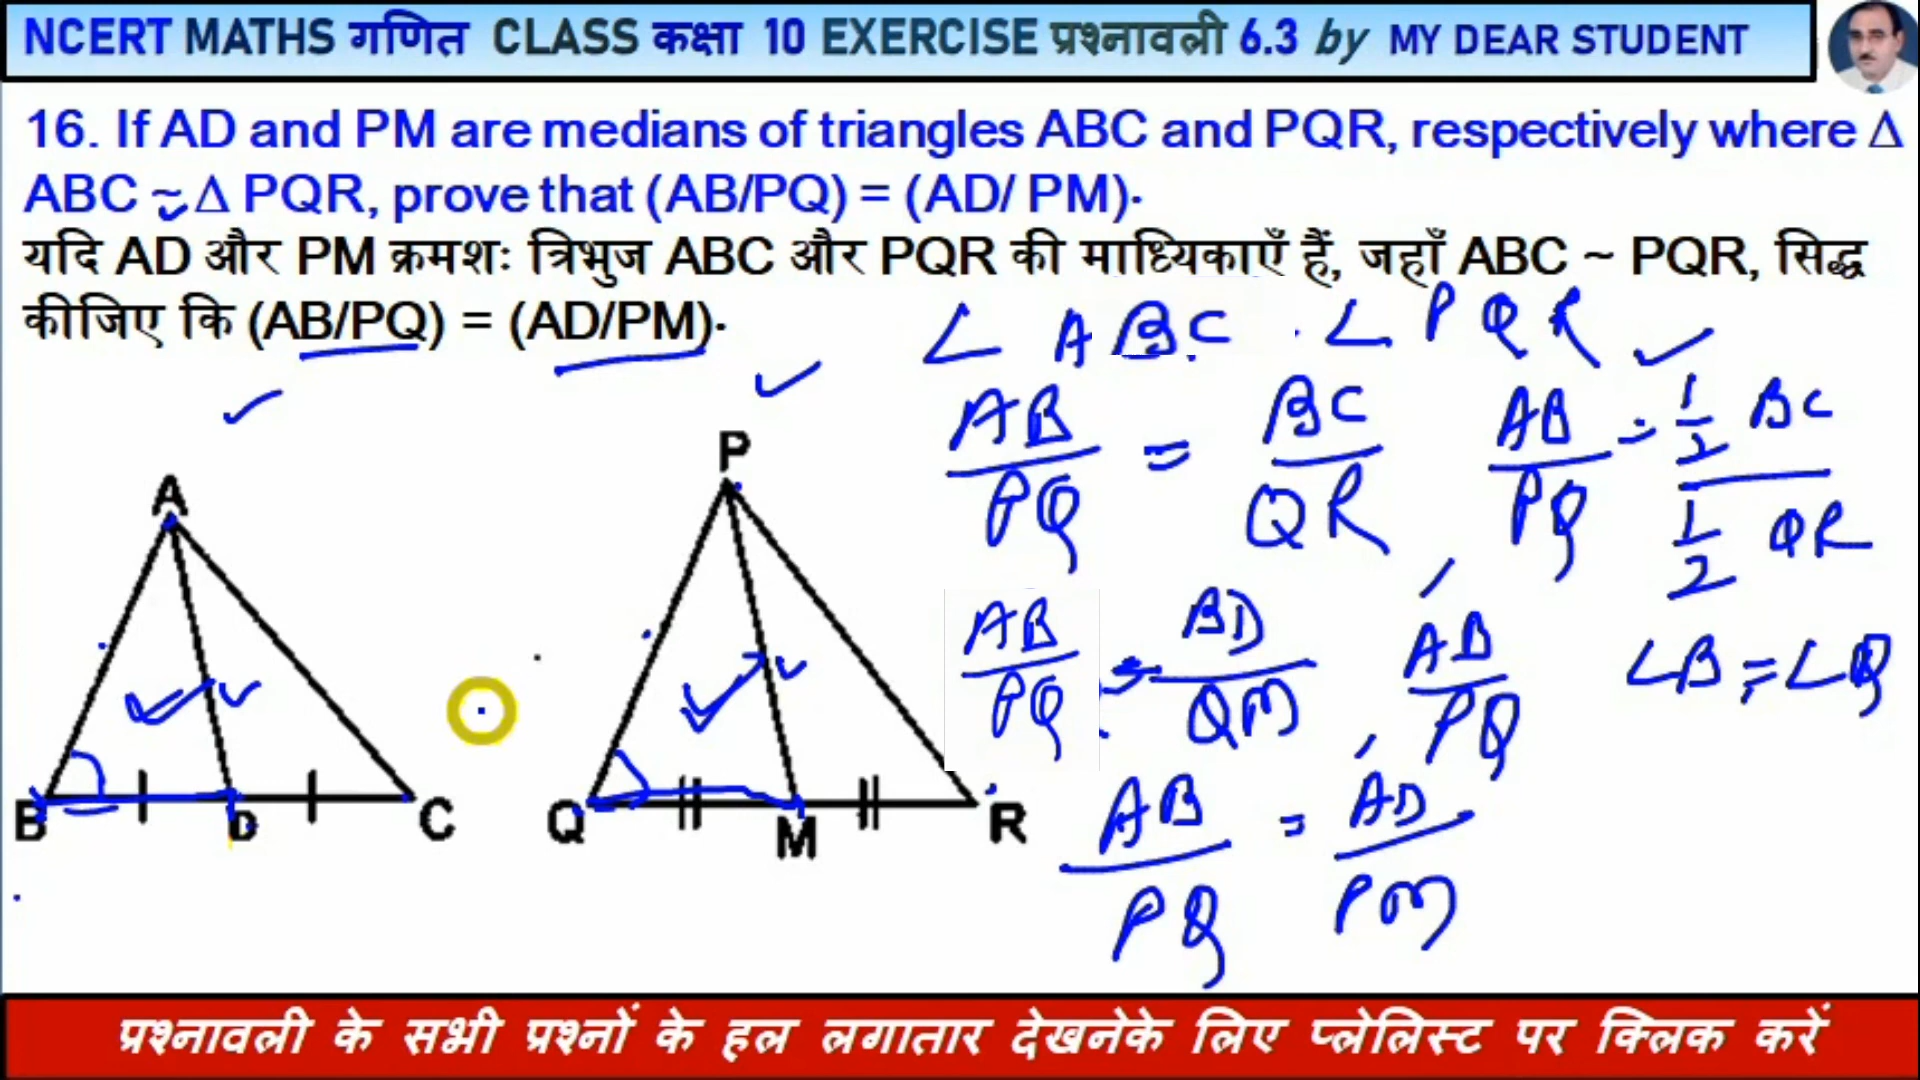 NCERT MATHS गणित CLASS कक्षा 10 EXERCISE प्रश्नावली 6.3 by MY DEAR STUDENT
16. If AD and PM are medians of triangles ABC and PQR, respectively where Δ
ABC ~ Δ PQR, prove that (AB/PQ) = (AD/ PM).
यदि AD और PM क्रमशः त्रिभुज ABC और PQR की माध्यिकाएँ हैं, जहाँ ABC ~ PQR, सिद्ध
कीजिए कि (AB/PQ) = (AD/PM).
∠ ABC ∠ PQR
AB/PQ = BC/QR AB/PQ = 1/2 BC / 1/2 QR
AB/PQ = BD/QM AB/PQ ∠B = ∠Q
AB/PQ = AD/PM
A
B D C
P
Q M R
प्रश्नावली के सभी प्रश्नों के हल लगातार देखनेके लिए प्लेलिस्ट पर क्लिक करें